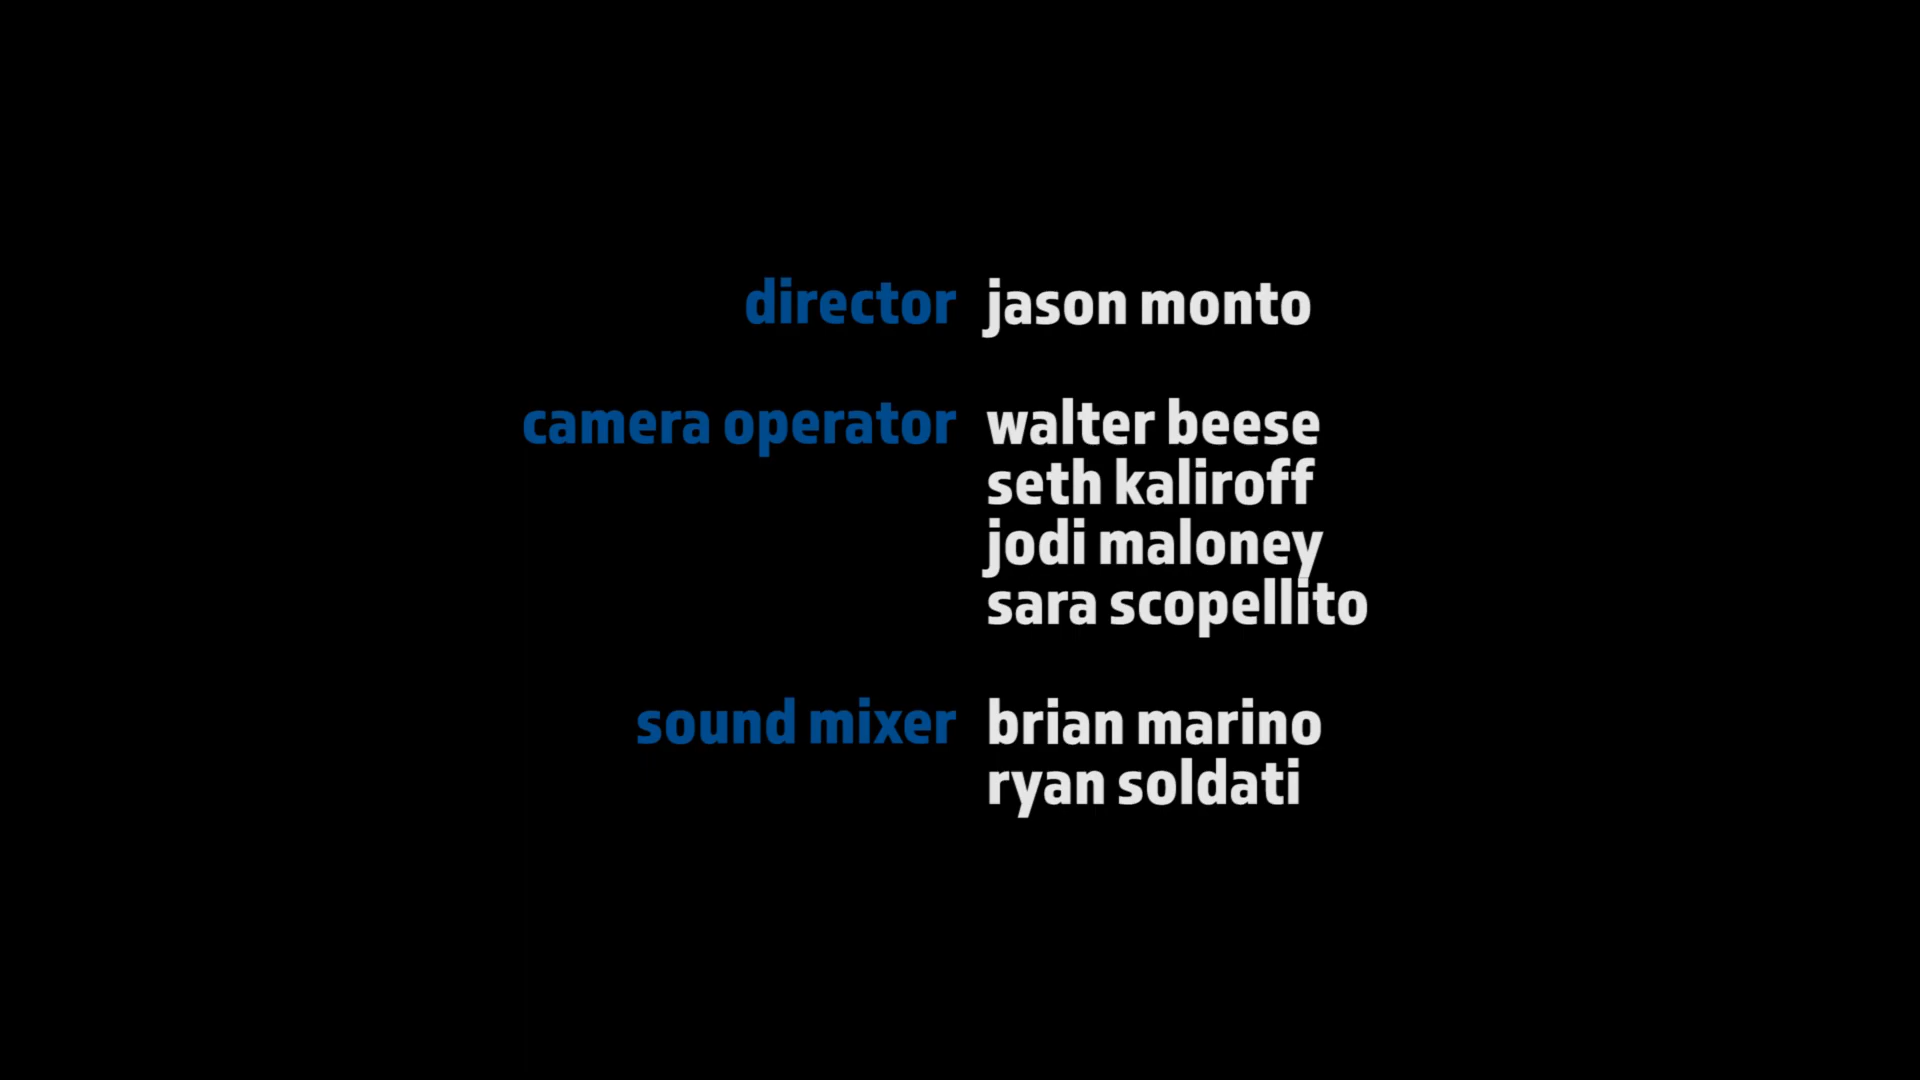 director jason monto
camera operator walter beese
seth kaliroff
jodi maloney
sara scopellito
sound mixer brian marino
ryan soldati